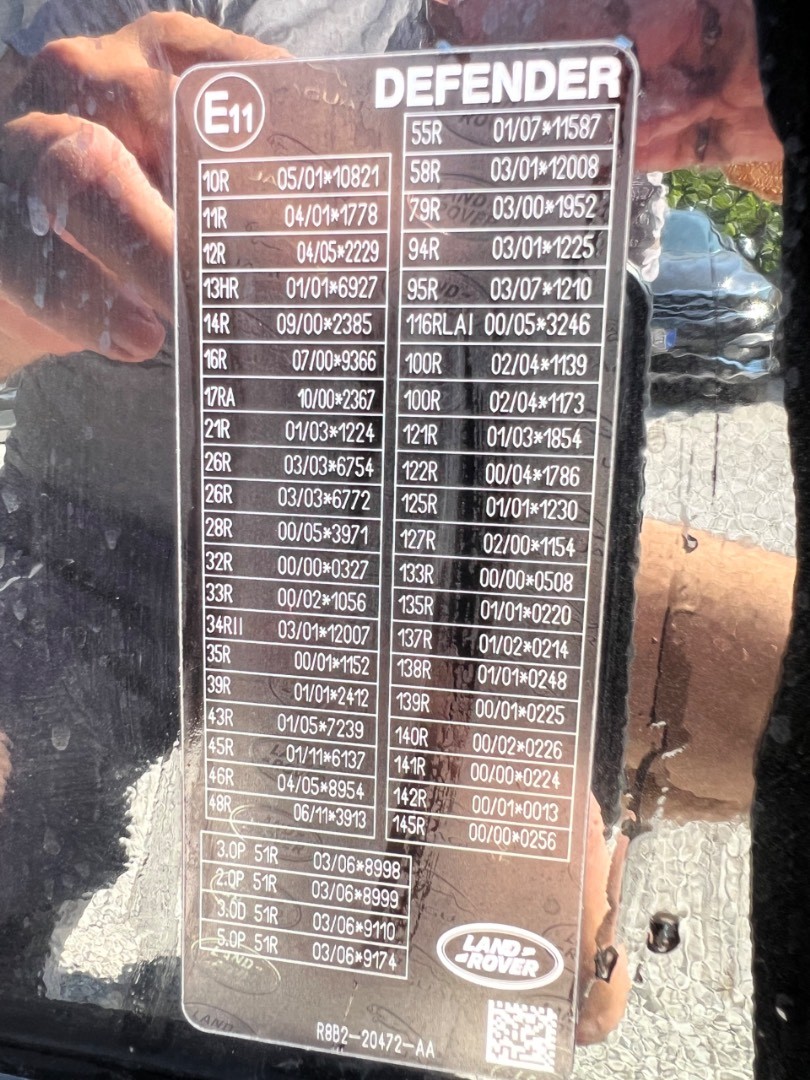 E11
DEFENDER
10R 05/01*10821
11R 04/01*1778
12R 04/05*2229
13HR 01/01*6927
14R 09/00*2385
16R 07/00*9366
17RA 10/00*2367
21R 01/03*1224
26R 03/03*6754
26R 03/03*6772
28R 00/05*3971
32R 00/00*0327
33R 00/02*1056
34RII 03/01*12007
35R 00/01*1152
39R 01/01*2412
43R 01/05*7239
45R 01/11*6137
46R 04/05*8954
48R 06/11*3913
55R 01/07*11587
58R 03/01*12008
79R 03/00*1952
94R 03/01*1225
95R 03/07*1210
116RLAI 00/05*3246
100R 02/04*1139
100R 02/04*1173
121R 01/03*1854
122R 00/04*1786
125R 01/01*1230
127R 02/00*1154
133R 00/00*0508
135R 01/01*0220
137R 01/02*0214
138R 01/01*0248
139R 00/01*0225
140R 00/02*0226
141R 00/00*0224
142R 00/01*0013
145R 00/00*0256
3.0P 51R 03/06*8998
2.0P 51R 03/06*8999
3.0D 51R 03/06*9110
5.0P 51R 03/06*9174
LAND
ROVER
R8B2-20472-AA